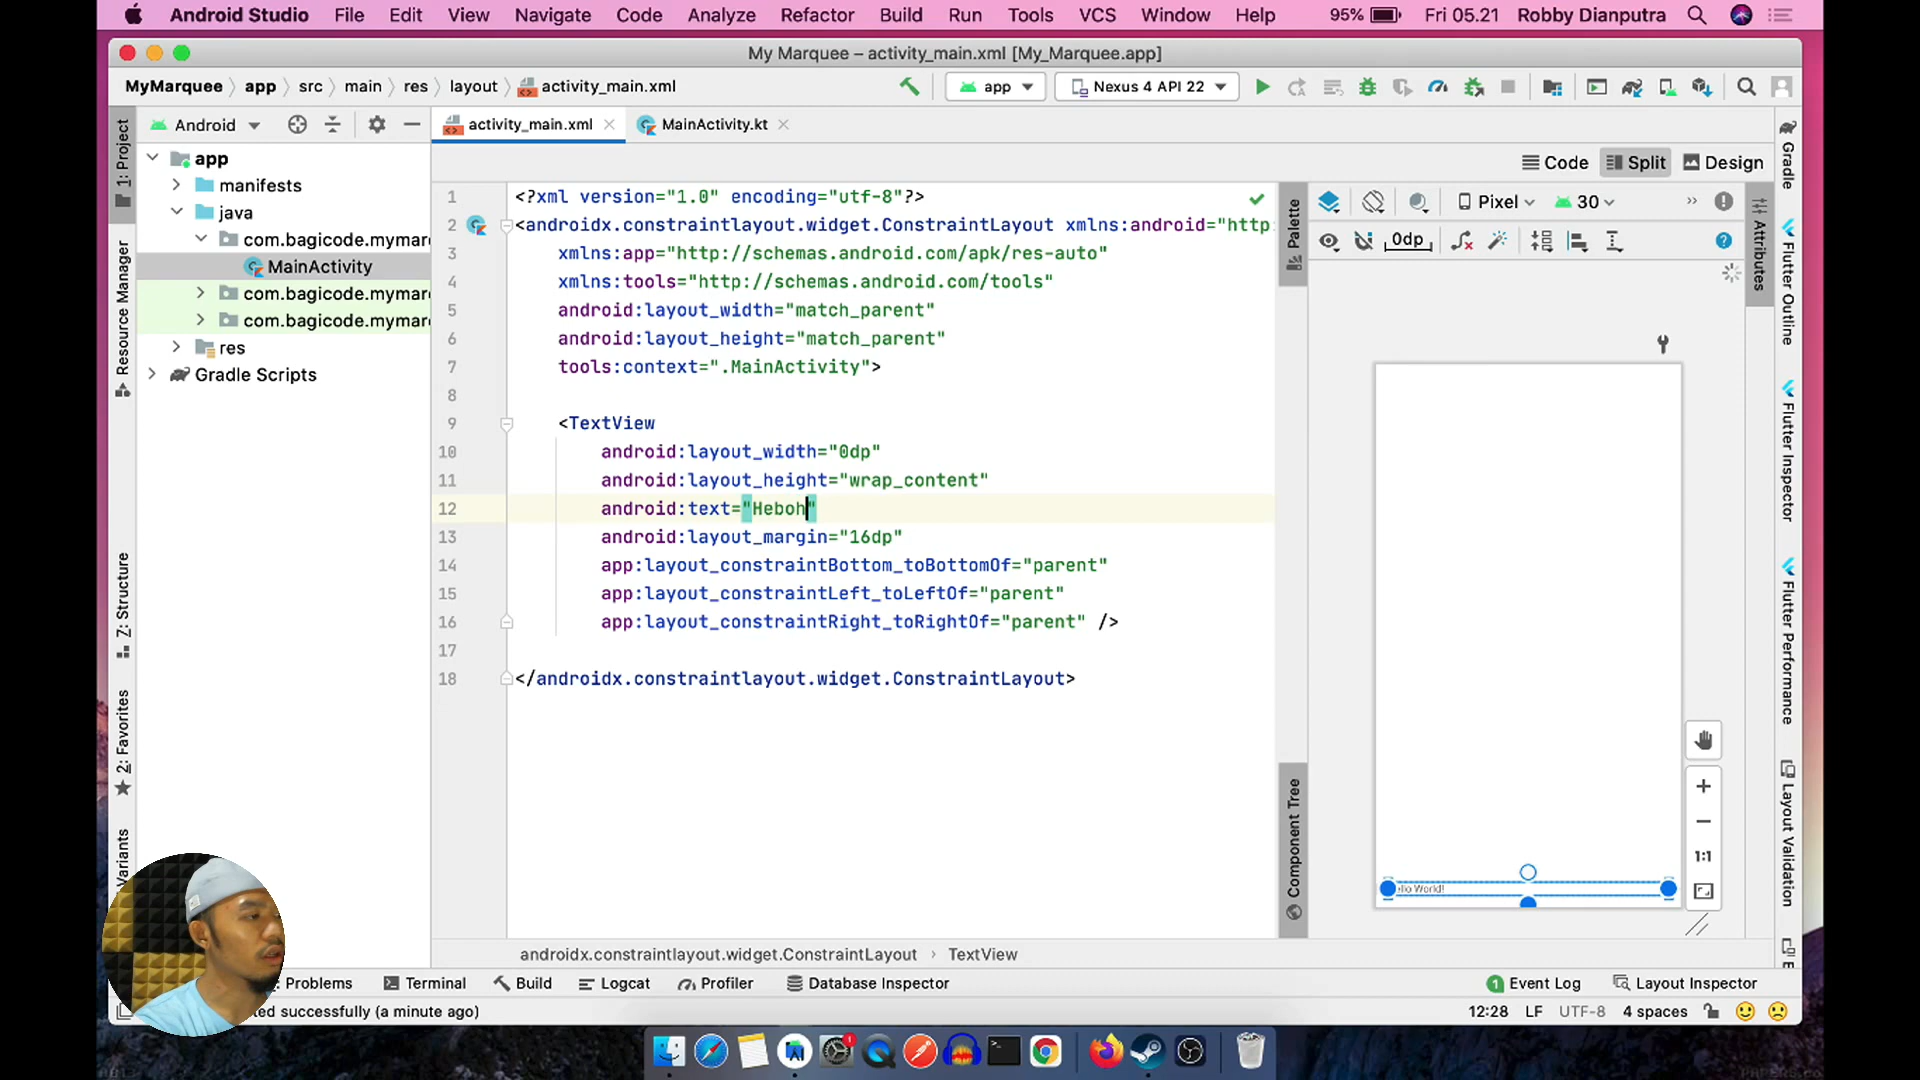 Android Studio File Edit View Navigate Code Analyze Refactor Build Run Tools VCS Window Help 95% Fri 05.21 Robby Dianputra
My Marquee – activity_main.xml [My_Marquee.app]
MyMarquee app src main res layout activity_main.xml app Nexus 4 API 22
Android activity_main.xml MainActivity.kt
Code Split Design
1: Project
Resource Manager
Z: Structure
2: Favorites
Variants
app
manifests
java
com.bagicode.mymar
MainActivity
com.bagicode.mymar
com.bagicode.mymar
res
Gradle Scripts
1 <?xml version="1.0" encoding="utf-8"?>
2 <androidx.constraintlayout.widget.ConstraintLayout xmlns:android="http:
3 xmlns:app="http://schemas.android.com/apk/res-auto"
4 xmlns:tools="http://schemas.android.com/tools"
5 android:layout_width="match_parent"
6 android:layout_height="match_parent"
7 tools:context=".MainActivity">
8
9 <TextView
10 android:layout_width="0dp"
11 android:layout_height="wrap_content"
12 android:text="Heboh"
13 android:layout_margin="16dp"
14 app:layout_constraintBottom_toBottomOf="parent"
15 app:layout_constraintLeft_toLeftOf="parent"
16 app:layout_constraintRight_toRightOf="parent" />
17
18 </androidx.constraintlayout.widget.ConstraintLayout>
Palette
Component Tree
Pixel 30
0dp
Attributes
llo World!
1:1
Gradle
Flutter Outline
Flutter Inspector
Flutter Performance
Layout Validation
androidx.constraintlayout.widget.ConstraintLayout TextView
Problems Terminal Build Logcat Profiler Database Inspector 1 Event Log Layout Inspector
ted successfully (a minute ago) 12:28 LF UTF-8 4 spaces